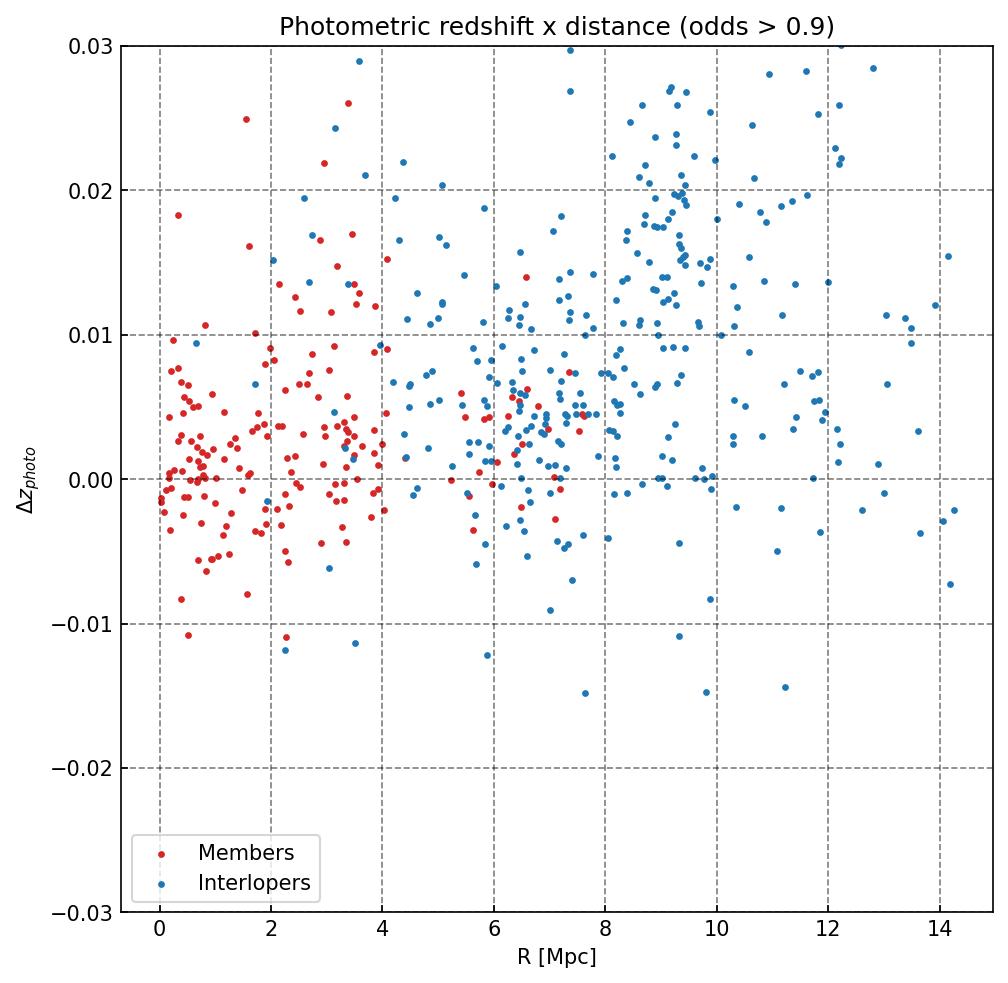 Photometric redshift x distance (odds > 0.9)
0.03
0.02
0.01
0.00
−0.01
−0.02
−0.03
Δz_photo
Members
Interlopers
0 2 4 6 8 10 12 14
R [Mpc]